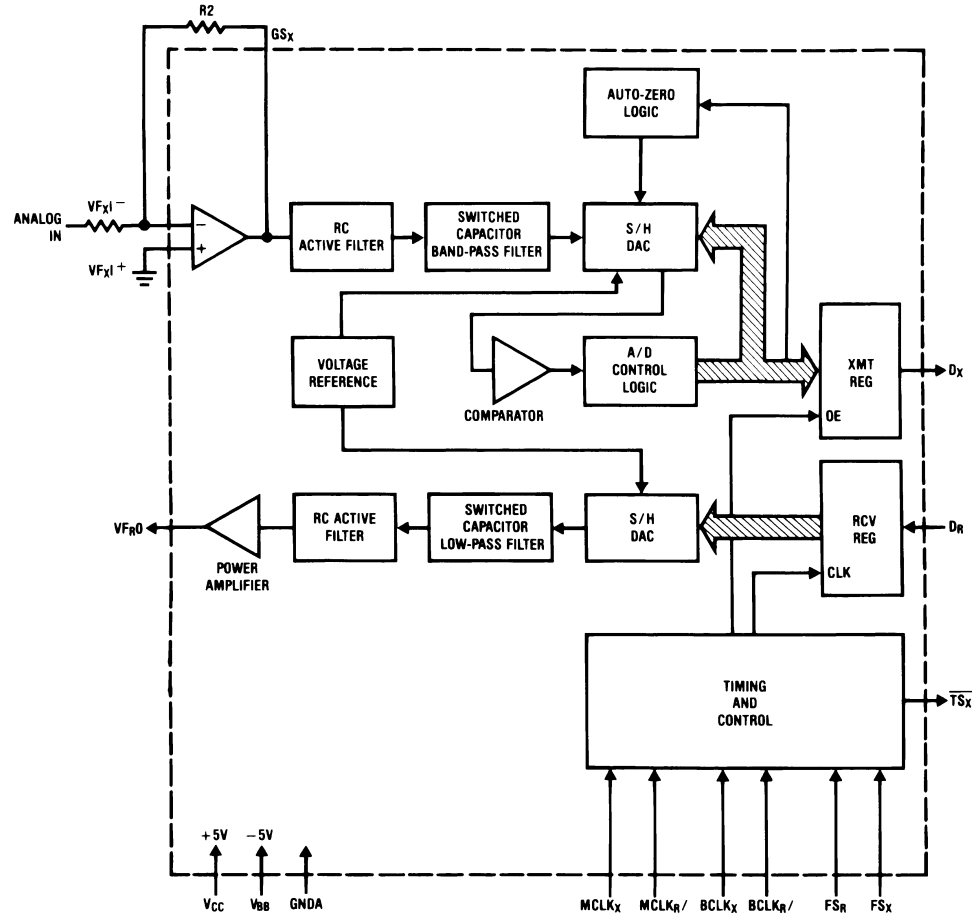 R2
GSX
AUTO-ZERO
LOGIC
ANALOG
IN
VFXI−
VFXI+
−
+
RC
ACTIVE FILTER
SWITCHED
CAPACITOR
BAND-PASS FILTER
S/H
DAC
VOLTAGE
REFERENCE
COMPARATOR
A/D
CONTROL
LOGIC
XMT
REG
OE
DX
VFRO
POWER
AMPLIFIER
RC ACTIVE
FILTER
SWITCHED
CAPACITOR
LOW-PASS FILTER
S/H
DAC
RCV
REG
CLK
DR
TIMING
AND
CONTROL
TSX
+5V
−5V
VCC
VBB
GNDA
MCLKX
MCLKR/
BCLKX
BCLKR/
FSR
FSX